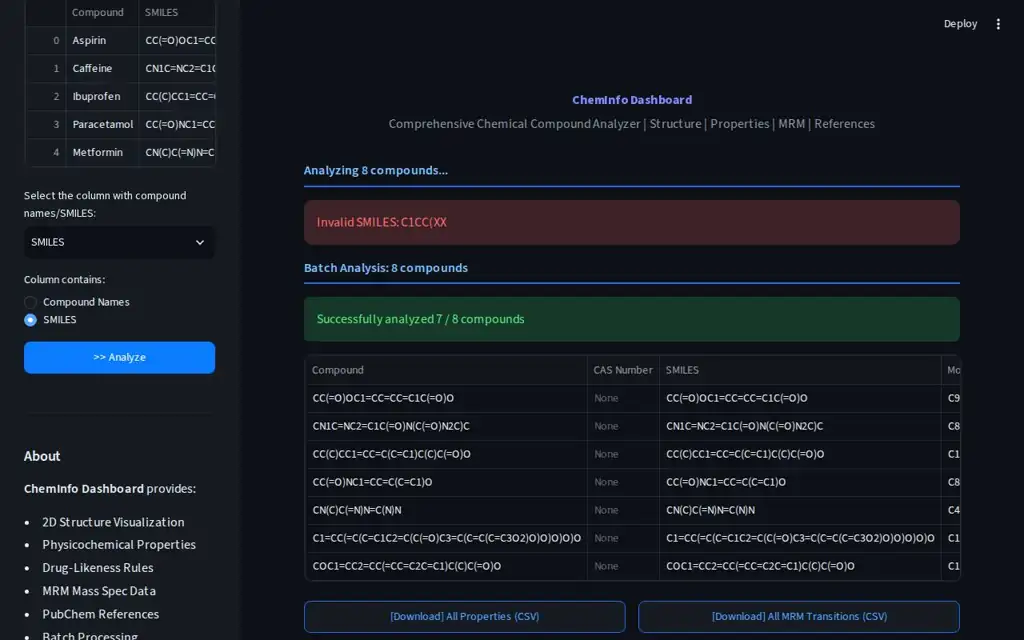 Compound SMILES
0 Aspirin CC(=O)OC1=CC
1 Caffeine CN1C=NC2=C1C
2 Ibuprofen CC(C)CC1=CC=
3 Paracetamol CC(=O)NC1=CC
4 Metformin CN(C)C(=N)N=C
Select the column with compound
names/SMILES:
SMILES
Column contains:
Compound Names
SMILES
>> Analyze
About
ChemInfo Dashboard provides:
• 2D Structure Visualization
• Physicochemical Properties
• Drug-Likeness Rules
• MRM Mass Spec Data
• PubChem References
• Batch Processing
Deploy
ChemInfo Dashboard
Comprehensive Chemical Compound Analyzer | Structure | Properties | MRM | References
Analyzing 8 compounds...
Invalid SMILES: C1CC(XX
Batch Analysis: 8 compounds
Successfully analyzed 7 / 8 compounds
Compound CAS Number SMILES Mo
CC(=O)OC1=CC=CC=C1C(=O)O None CC(=O)OC1=CC=CC=C1C(=O)O C9
CN1C=NC2=C1C(=O)N(C(=O)N2C)C None CN1C=NC2=C1C(=O)N(C(=O)N2C)C C8
CC(C)CC1=CC=C(C=C1)C(C)C(=O)O None CC(C)CC1=CC=C(C=C1)C(C)C(=O)O C1
CC(=O)NC1=CC=C(C=C1)O None CC(=O)NC1=CC=C(C=C1)O C8
CN(C)C(=N)N=C(N)N None CN(C)C(=N)N=C(N)N C4
C1=CC(=C(C=C1C2=C(C(=O)C3=C(C=C(C=C3O2)O)O)O)O)O None C1=CC(=C(C=C1C2=C(C(=O)C3=C(C=C(C=C3O2)O)O)O)O)O C1
COC1=CC2=CC(=CC=C2C=C1)C(C)C(=O)O None COC1=CC2=CC(=CC=C2C=C1)C(C)C(=O)O C1
[Download] All Properties (CSV) [Download] All MRM Transitions (CSV)